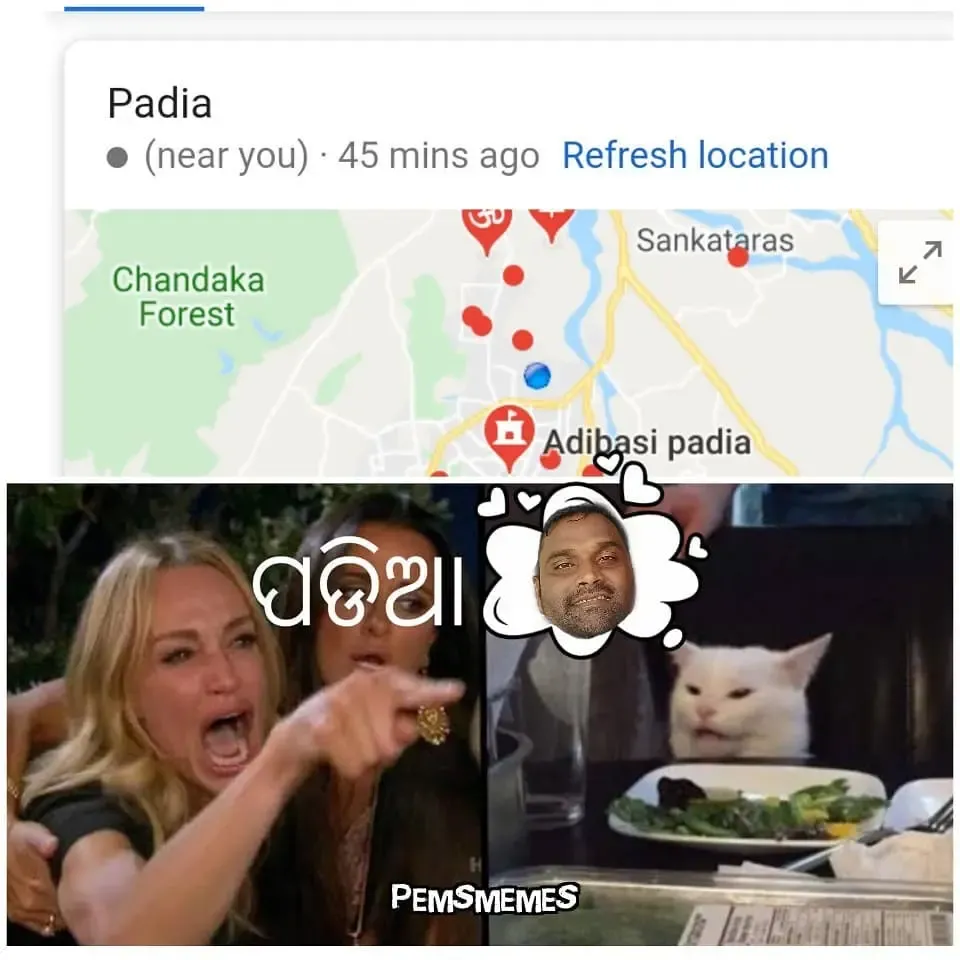 Padia
(near you) · 45 mins ago Refresh location
Sankataras
Chandaka
Forest
Adibasi padia
ପଡିଆ
PEMSMEMES